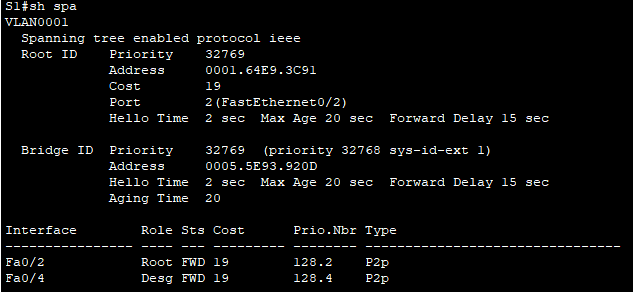 S1#sh spa
VLAN0001
  Spanning tree enabled protocol ieee
  Root ID    Priority    32769
             Address     0001.64E9.3C91
             Cost        19
             Port        2(FastEthernet0/2)
             Hello Time  2 sec  Max Age 20 sec  Forward Delay 15 sec

  Bridge ID  Priority    32769  (priority 32768 sys-id-ext 1)
             Address     0005.5E93.920D
             Hello Time  2 sec  Max Age 20 sec  Forward Delay 15 sec
             Aging Time  20

Interface        Role Sts Cost      Prio.Nbr Type
---------------- ---- --- --------- -------- --------------------------------
Fa0/2            Root FWD 19        128.2    P2p
Fa0/4            Desg FWD 19        128.4    P2p